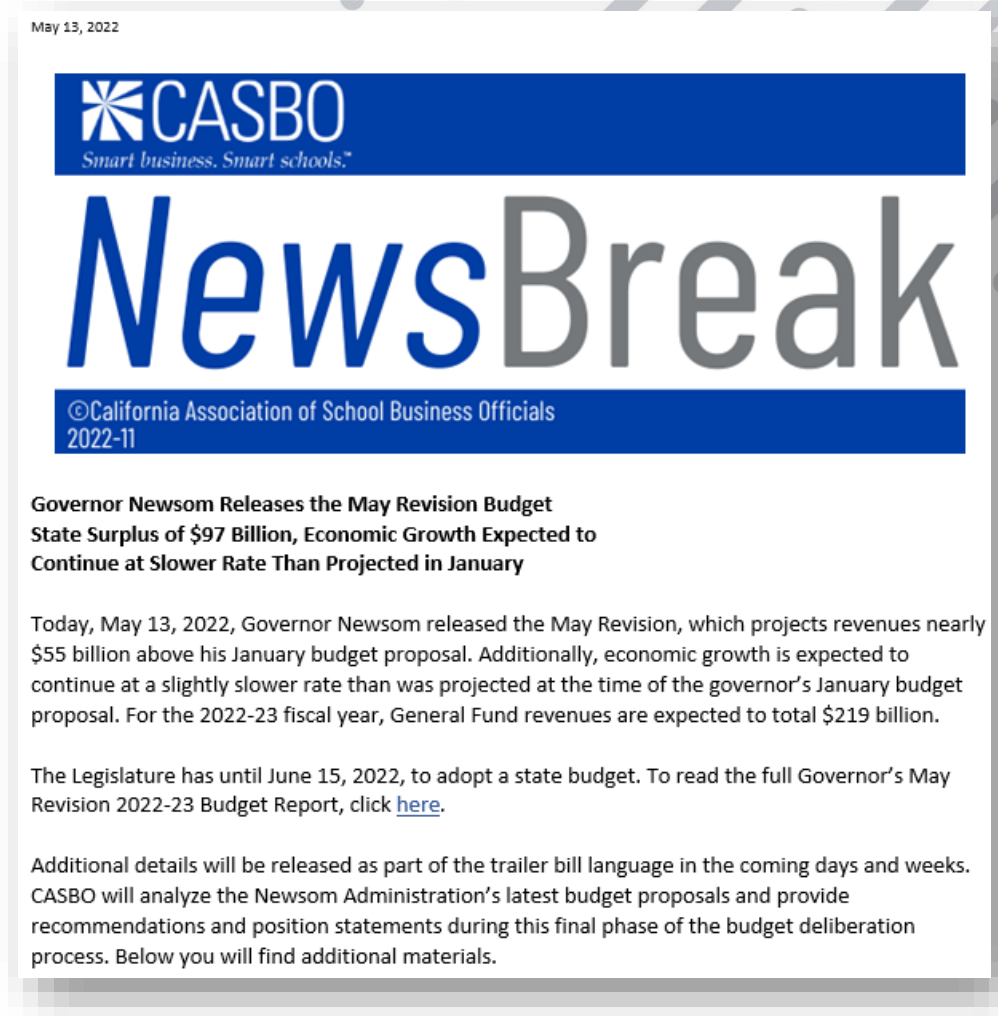 May 13, 2022
CASBO
Smart business. Smart schools.™
NewsBreak
©California Association of School Business Officials
2022-11
Governor Newsom Releases the May Revision Budget
State Surplus of $97 Billion, Economic Growth Expected to
Continue at Slower Rate Than Projected in January
Today, May 13, 2022, Governor Newsom released the May Revision, which projects revenues nearly
$55 billion above his January budget proposal. Additionally, economic growth is expected to
continue at a slightly slower rate than was projected at the time of the governor’s January budget
proposal. For the 2022-23 fiscal year, General Fund revenues are expected to total $219 billion.
The Legislature has until June 15, 2022, to adopt a state budget. To read the full Governor’s May
Revision 2022-23 Budget Report, click here.
Additional details will be released as part of the trailer bill language in the coming days and weeks.
CASBO will analyze the Newsom Administration’s latest budget proposals and provide
recommendations and position statements during this final phase of the budget deliberation
process. Below you will find additional materials.